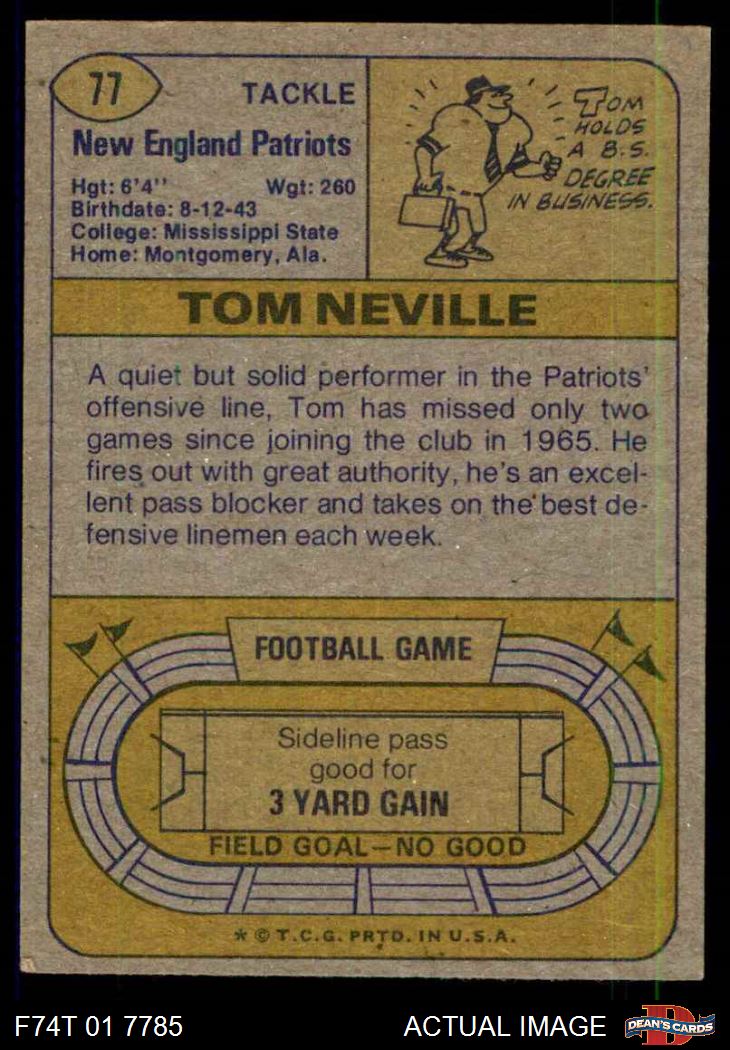 77
TACKLE
New England Patriots
Hgt: 6'4'' Wgt: 260
Birthdate: 8-12-43
College: Mississippi State
Home: Montgomery, Ala.
TOM
HOLDS
A B.S.
DEGREE
IN BUSINESS.
TOM NEVILLE
A quiet but solid performer in the Patriots'
offensive line, Tom has missed only two
games since joining the club in 1965. He
fires out with great authority, he's an excel-
lent pass blocker and takes on the best de-
fensive linemen each week.
FOOTBALL GAME
Sideline pass
good for
3 YARD GAIN
FIELD GOAL—NO GOOD
* © T.C.G. PRTD. IN U.S.A.
F74T 01 7785
ACTUAL IMAGE
D
DEAN'S CARDS